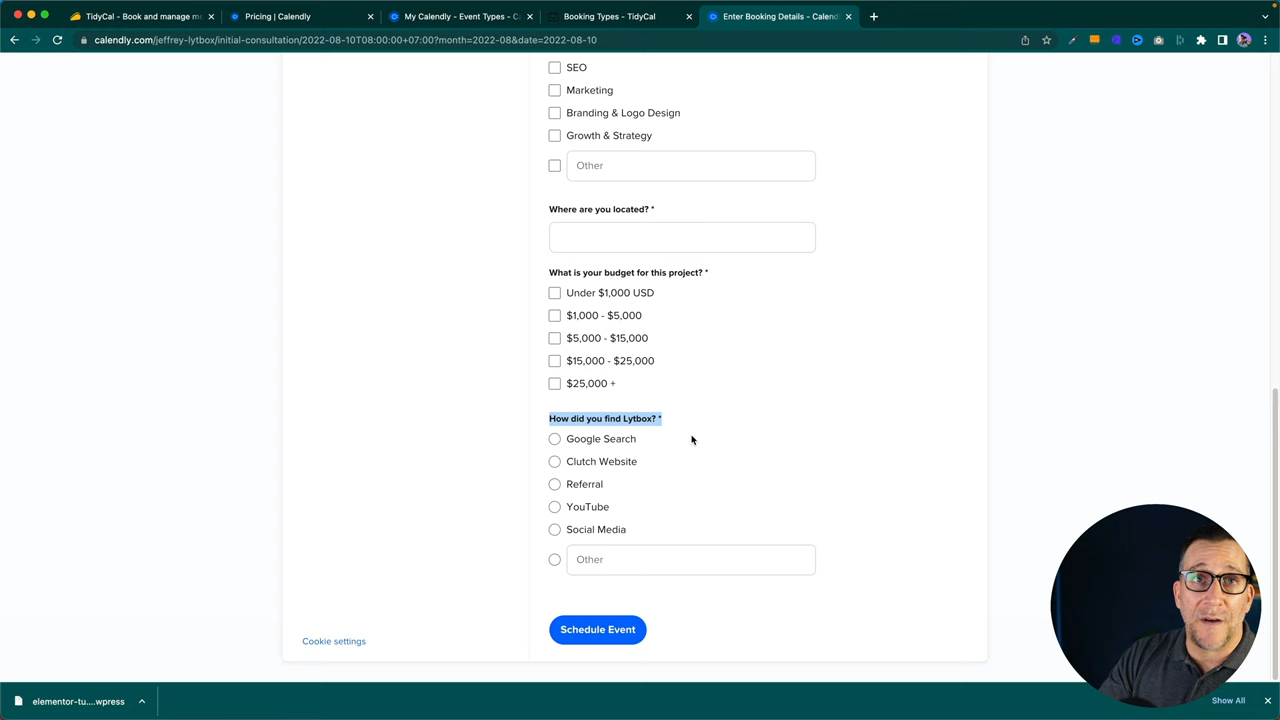 TidyCal - Book and manage m
Pricing | Calendly
My Calendly - Event Types - C
Booking Types - TidyCal
Enter Booking Details - Calend
calendly.com/jeffrey-lytbox/initial-consultation/2022-08-10T08:00:00+07:00?month=2022-08&date=2022-08-10
SEO
Marketing
Branding & Logo Design
Growth & Strategy
Other
Where are you located? *
What is your budget for this project? *
Under $1,000 USD
$1,000 - $5,000
$5,000 - $15,000
$15,000 - $25,000
$25,000 +
How did you find Lytbox? *
Google Search
Clutch Website
Referral
YouTube
Social Media
Other
Schedule Event
Cookie settings
elementor-tu....wpress
Show All